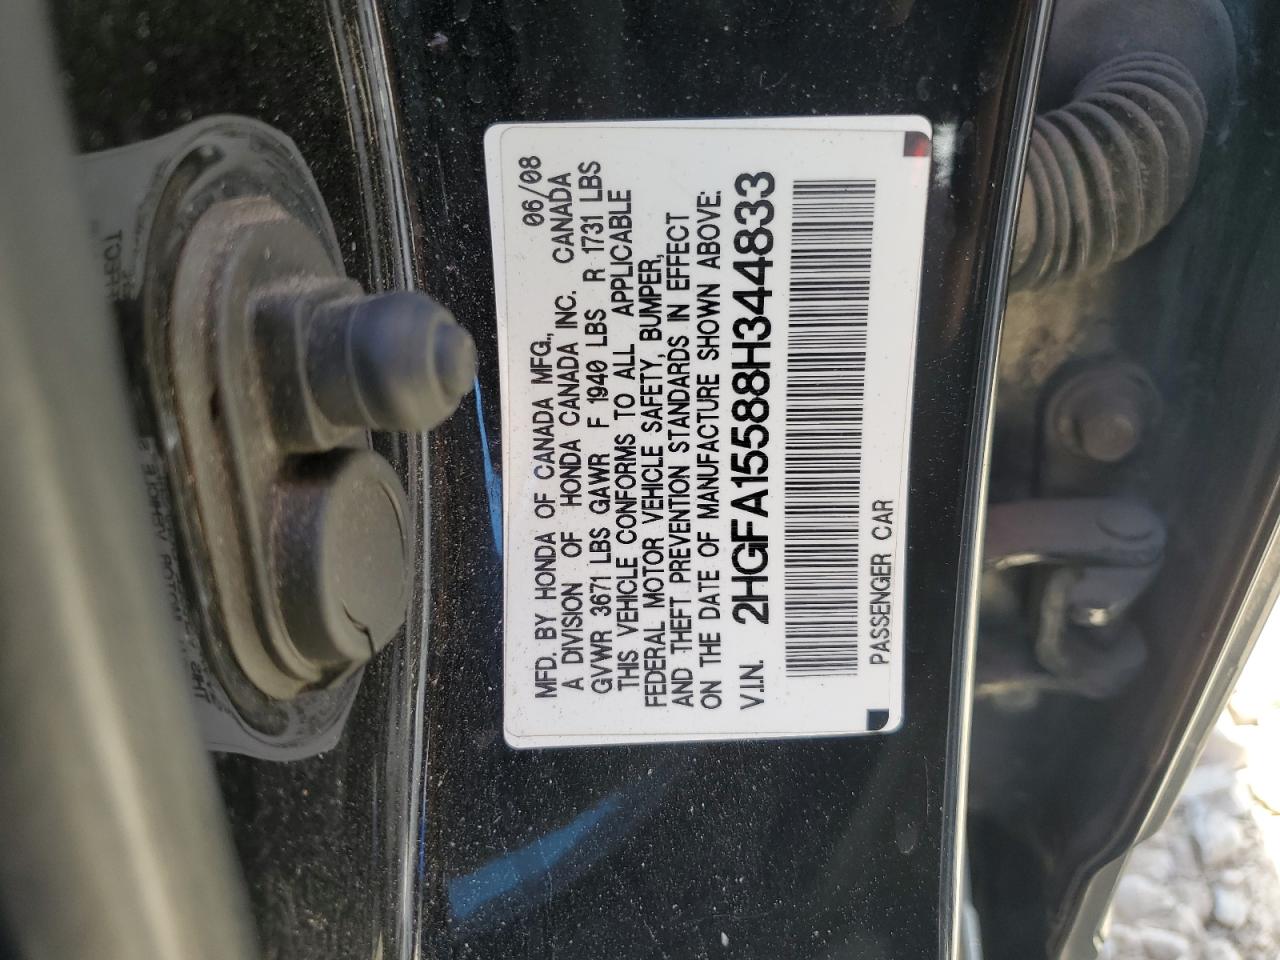 MFD. BY HONDA OF CANADA MFG., 06/08
A DIVISION OF HONDA CANADA INC. CANADA
GVWR 3671 LBS GAWR F 1940 LBS R 1731 LBS
THIS VEHICLE CONFORMS TO ALL APPLICABLE
FEDERAL MOTOR VEHICLE SAFETY, BUMPER,
AND THEFT PREVENTION STANDARDS IN EFFECT
ON THE DATE OF MANUFACTURE SHOWN ABOVE:
V.I.N. 2HGFA15588H344833
PASSENGER CAR